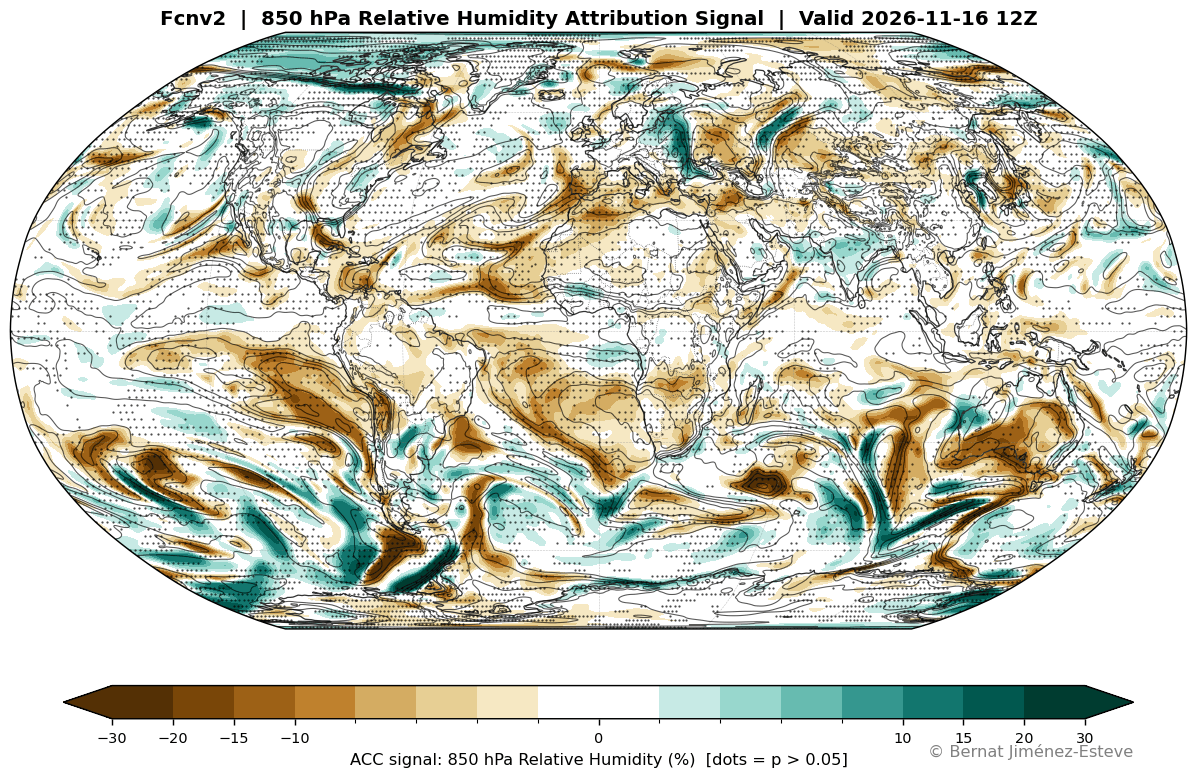 Fcnv2 | 850 hPa Relative Humidity Attribution Signal | Valid 2026-11-16 12Z
−30 −20 −15 −10 0 10 15 20 30
ACC signal: 850 hPa Relative Humidity (%) [dots = p > 0.05]
© Bernat Jiménez-Esteve